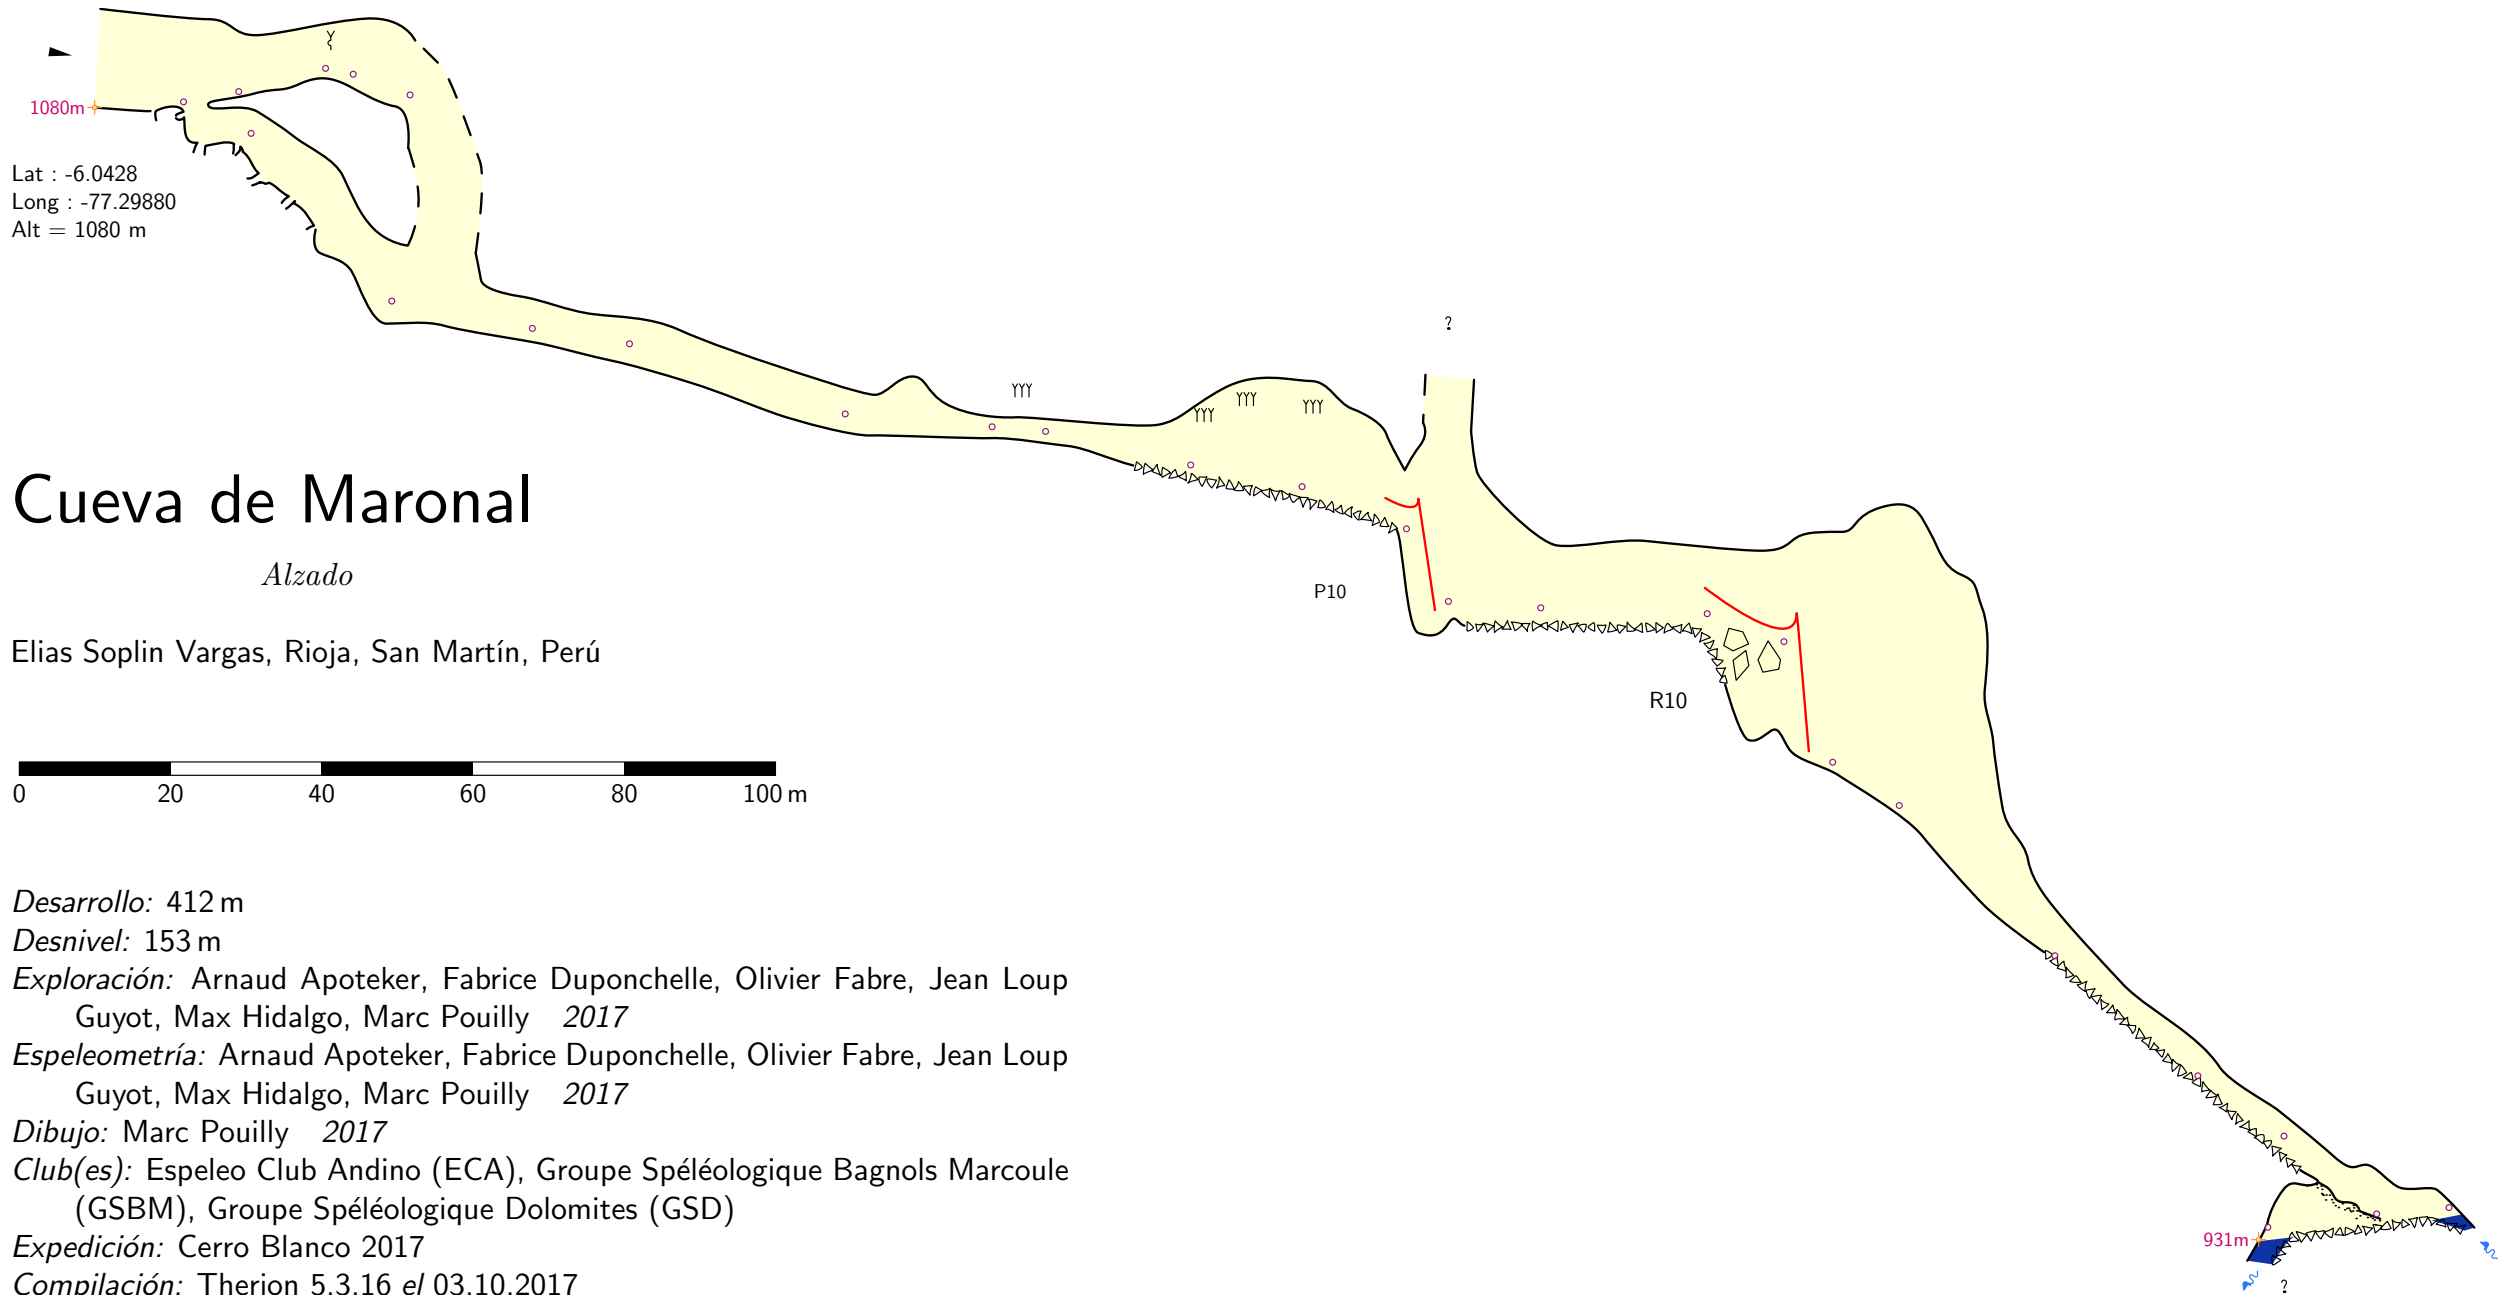 1080m
Lat : -6.0428
Long : -77.29880
Alt = 1080 m
?
Cueva de Maronal
Alzado
P10
Elias Soplin Vargas, Rioja, San Martín, Perú
R10
0 20 40 60 80 100 m
Desarrollo: 412 m
Desnivel: 153 m
Exploración: Arnaud Apoteker, Fabrice Duponchelle, Olivier Fabre, Jean Loup
Guyot, Max Hidalgo, Marc Pouilly 2017
Espeleometría: Arnaud Apoteker, Fabrice Duponchelle, Olivier Fabre, Jean Loup
Guyot, Max Hidalgo, Marc Pouilly 2017
Dibujo: Marc Pouilly 2017
Club(es): Espeleo Club Andino (ECA), Groupe Spéléologique Bagnols Marcoule
(GSBM), Groupe Spéléologique Dolomites (GSD)
Expedición: Cerro Blanco 2017
Compilación: Therion 5.3.16 el 03.10.2017
931m
?